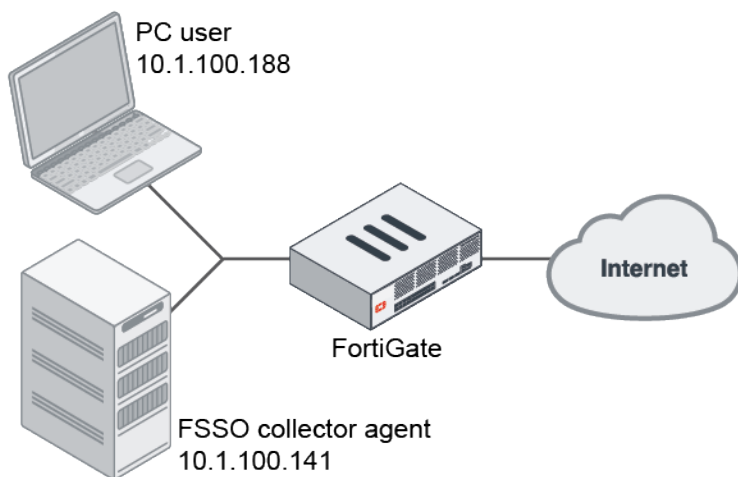 PC user
10.1.100.188
Internet
FortiGate
FSSO collector agent
10.1.100.141